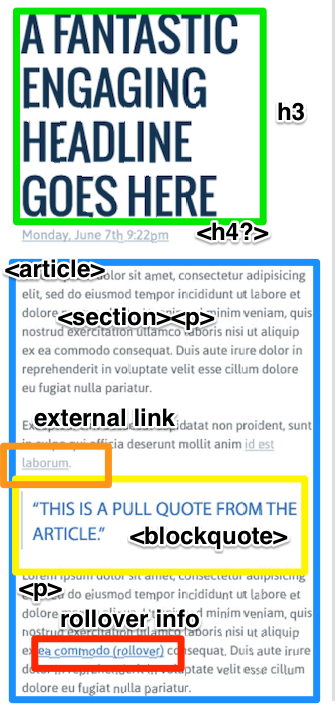 A FANTASTIC
ENGAGING
HEADLINE
GOES HERE
h3
Monday, June 7th 9:22pm
<h4?>
<article>
dolor sit amet, consectetur adipisicing
elit, sed do eiusmod tempor incididunt ut labore et
dolore minim veniam, quis
<section><p>
nostrud exercitation ullamco laboris nisi ut aliquip
ex ea commodo consequat. Duis aute irure dolor in
reprehenderit in voluptate velit esse cillum dolore
eu fugiat nulla pariatur.
external link
cupidatat non proident, sunt
in culpa qui officia deserunt mollit anim id est
laborum.
“THIS IS A PULL QUOTE FROM THE
ARTICLE.”
<blockquote>
Lorem ipsum dolor sit amet, consectetur adipisicing
<p>
elit, sed do eiusmod tempor incididunt ut labore et
dolore minim veniam, quis
rollover info
nostrud exercitation ullamco laboris nisi ut aliquip
ex ea commodo (rollover) consequat. Duis aute irure
dolor in reprehenderit in voluptate velit esse cillum
dolore eu fugiat nulla pariatur.